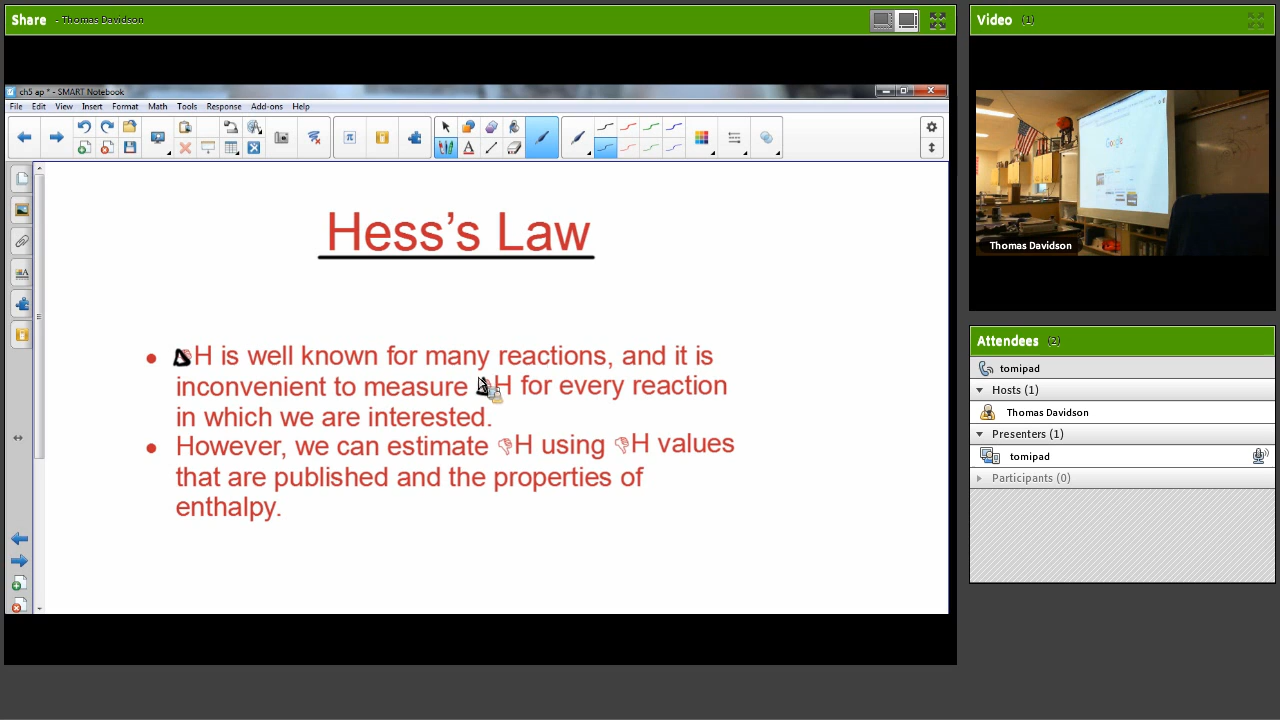 Share - Thomas Davidson
Video (1)
ch5 ap * - SMART Notebook
File Edit View Insert Format Math Tools Response Add-ons Help
π
A
Google
Thomas Davidson
Hess’s Law
• ΔH is well known for many reactions, and it is
inconvenient to measure ΔH for every reaction
in which we are interested.
• However, we can estimate 👎H using 👎H values
that are published and the properties of
enthalpy.
Attendees (2)
tomipad
Hosts (1)
Thomas Davidson
Presenters (1)
tomipad
Participants (0)